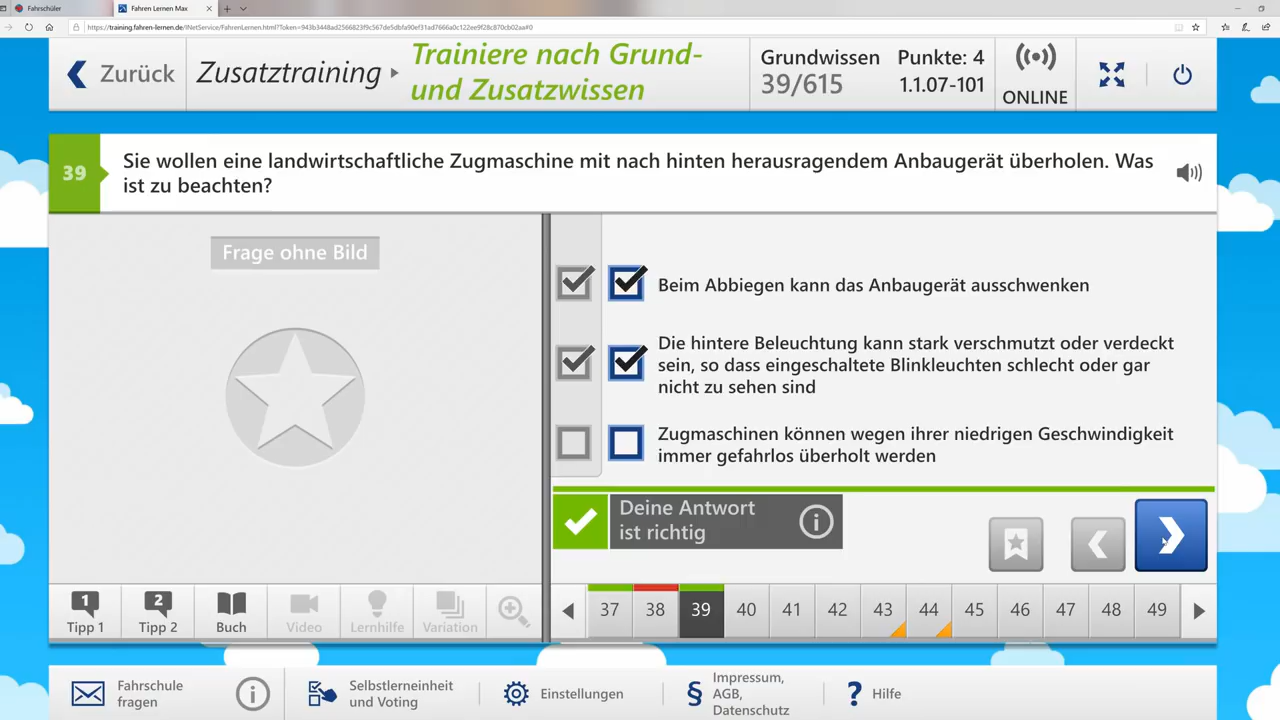 Fahrschüler
Fahren Lernen Max
https://training.fahren-lernen.de/INetService/FahrenLernen.html?Token=
Zurück
Zusatztraining
Trainiere nach Grund-
und Zusatzwissen
Grundwissen
39/615
Punkte: 4
1.1.07-101
ONLINE
39
Sie wollen eine landwirtschaftliche Zugmaschine mit nach hinten herausragendem Anbaugerät überholen. Was
ist zu beachten?
Frage ohne Bild
Beim Abbiegen kann das Anbaugerät ausschwenken
Die hintere Beleuchtung kann stark verschmutzt oder verdeckt
sein, so dass eingeschaltete Blinkleuchten schlecht oder gar
nicht zu sehen sind
Zugmaschinen können wegen ihrer niedrigen Geschwindigkeit
immer gefahrlos überholt werden
Deine Antwort
ist richtig
1
Tipp 1
2
Tipp 2
Buch
Video
Lernhilfe
Variation
37 38 39 40 41 42 43 44 45 46 47 48 49
Fahrschule
fragen
Selbstlerneinheit
und Voting
Einstellungen
§
Impressum,
AGB,
Datenschutz
?
Hilfe